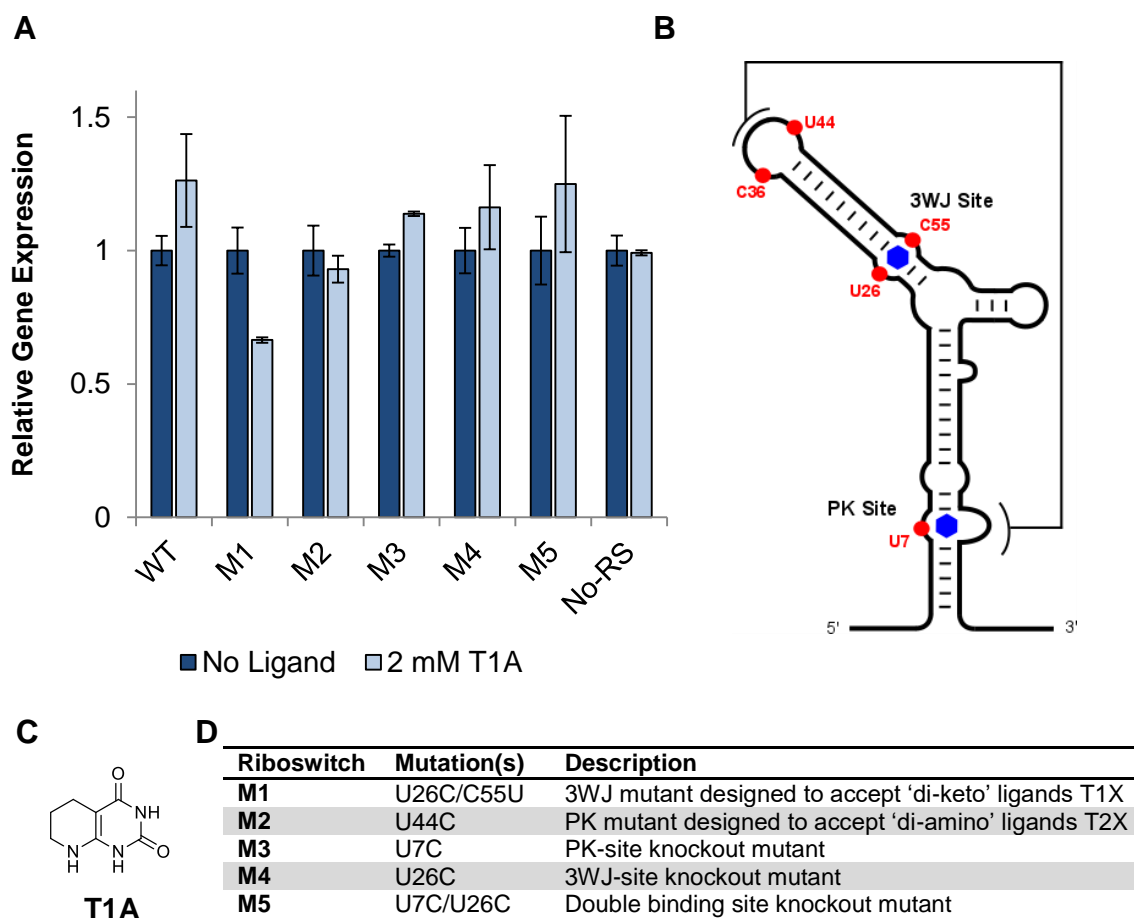 A
Relative Gene Expression
1.5
1
0.5
0
WT
M1
M2
M3
M4
M5
No-RS
No Ligand
2 mM T1A
B
U44
C36
3WJ Site
C55
U26
PK Site
U7
5'
3'
C
O
NH
N
H
N
H
O
T1A
D
Riboswitch Mutation(s) Description
M1 U26C/C55U 3WJ mutant designed to accept ‘di-keto’ ligands T1X
M2 U44C PK mutant designed to accept ‘di-amino’ ligands T2X
M3 U7C PK-site knockout mutant
M4 U26C 3WJ-site knockout mutant
M5 U7C/U26C Double binding site knockout mutant